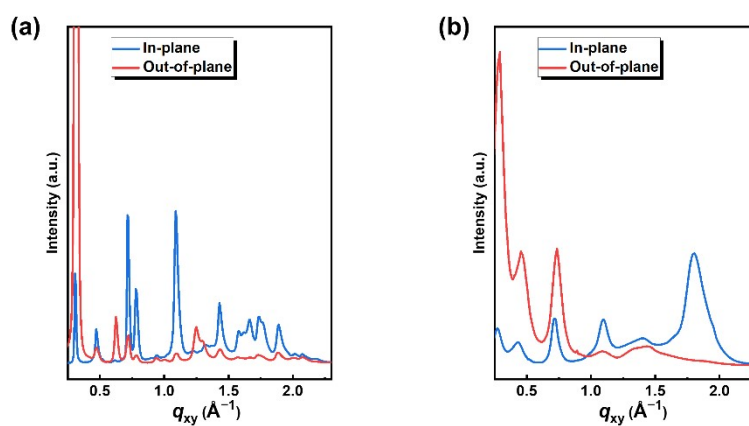 (a)
In-plane
Out-of-plane
Intensity (a.u.)
0.5 1.0 1.5 2.0
qxy (Å⁻¹)
(b)
In-plane
Out-of-plane
Intensity (a.u.)
0.5 1.0 1.5 2.0
qxy (Å⁻¹)